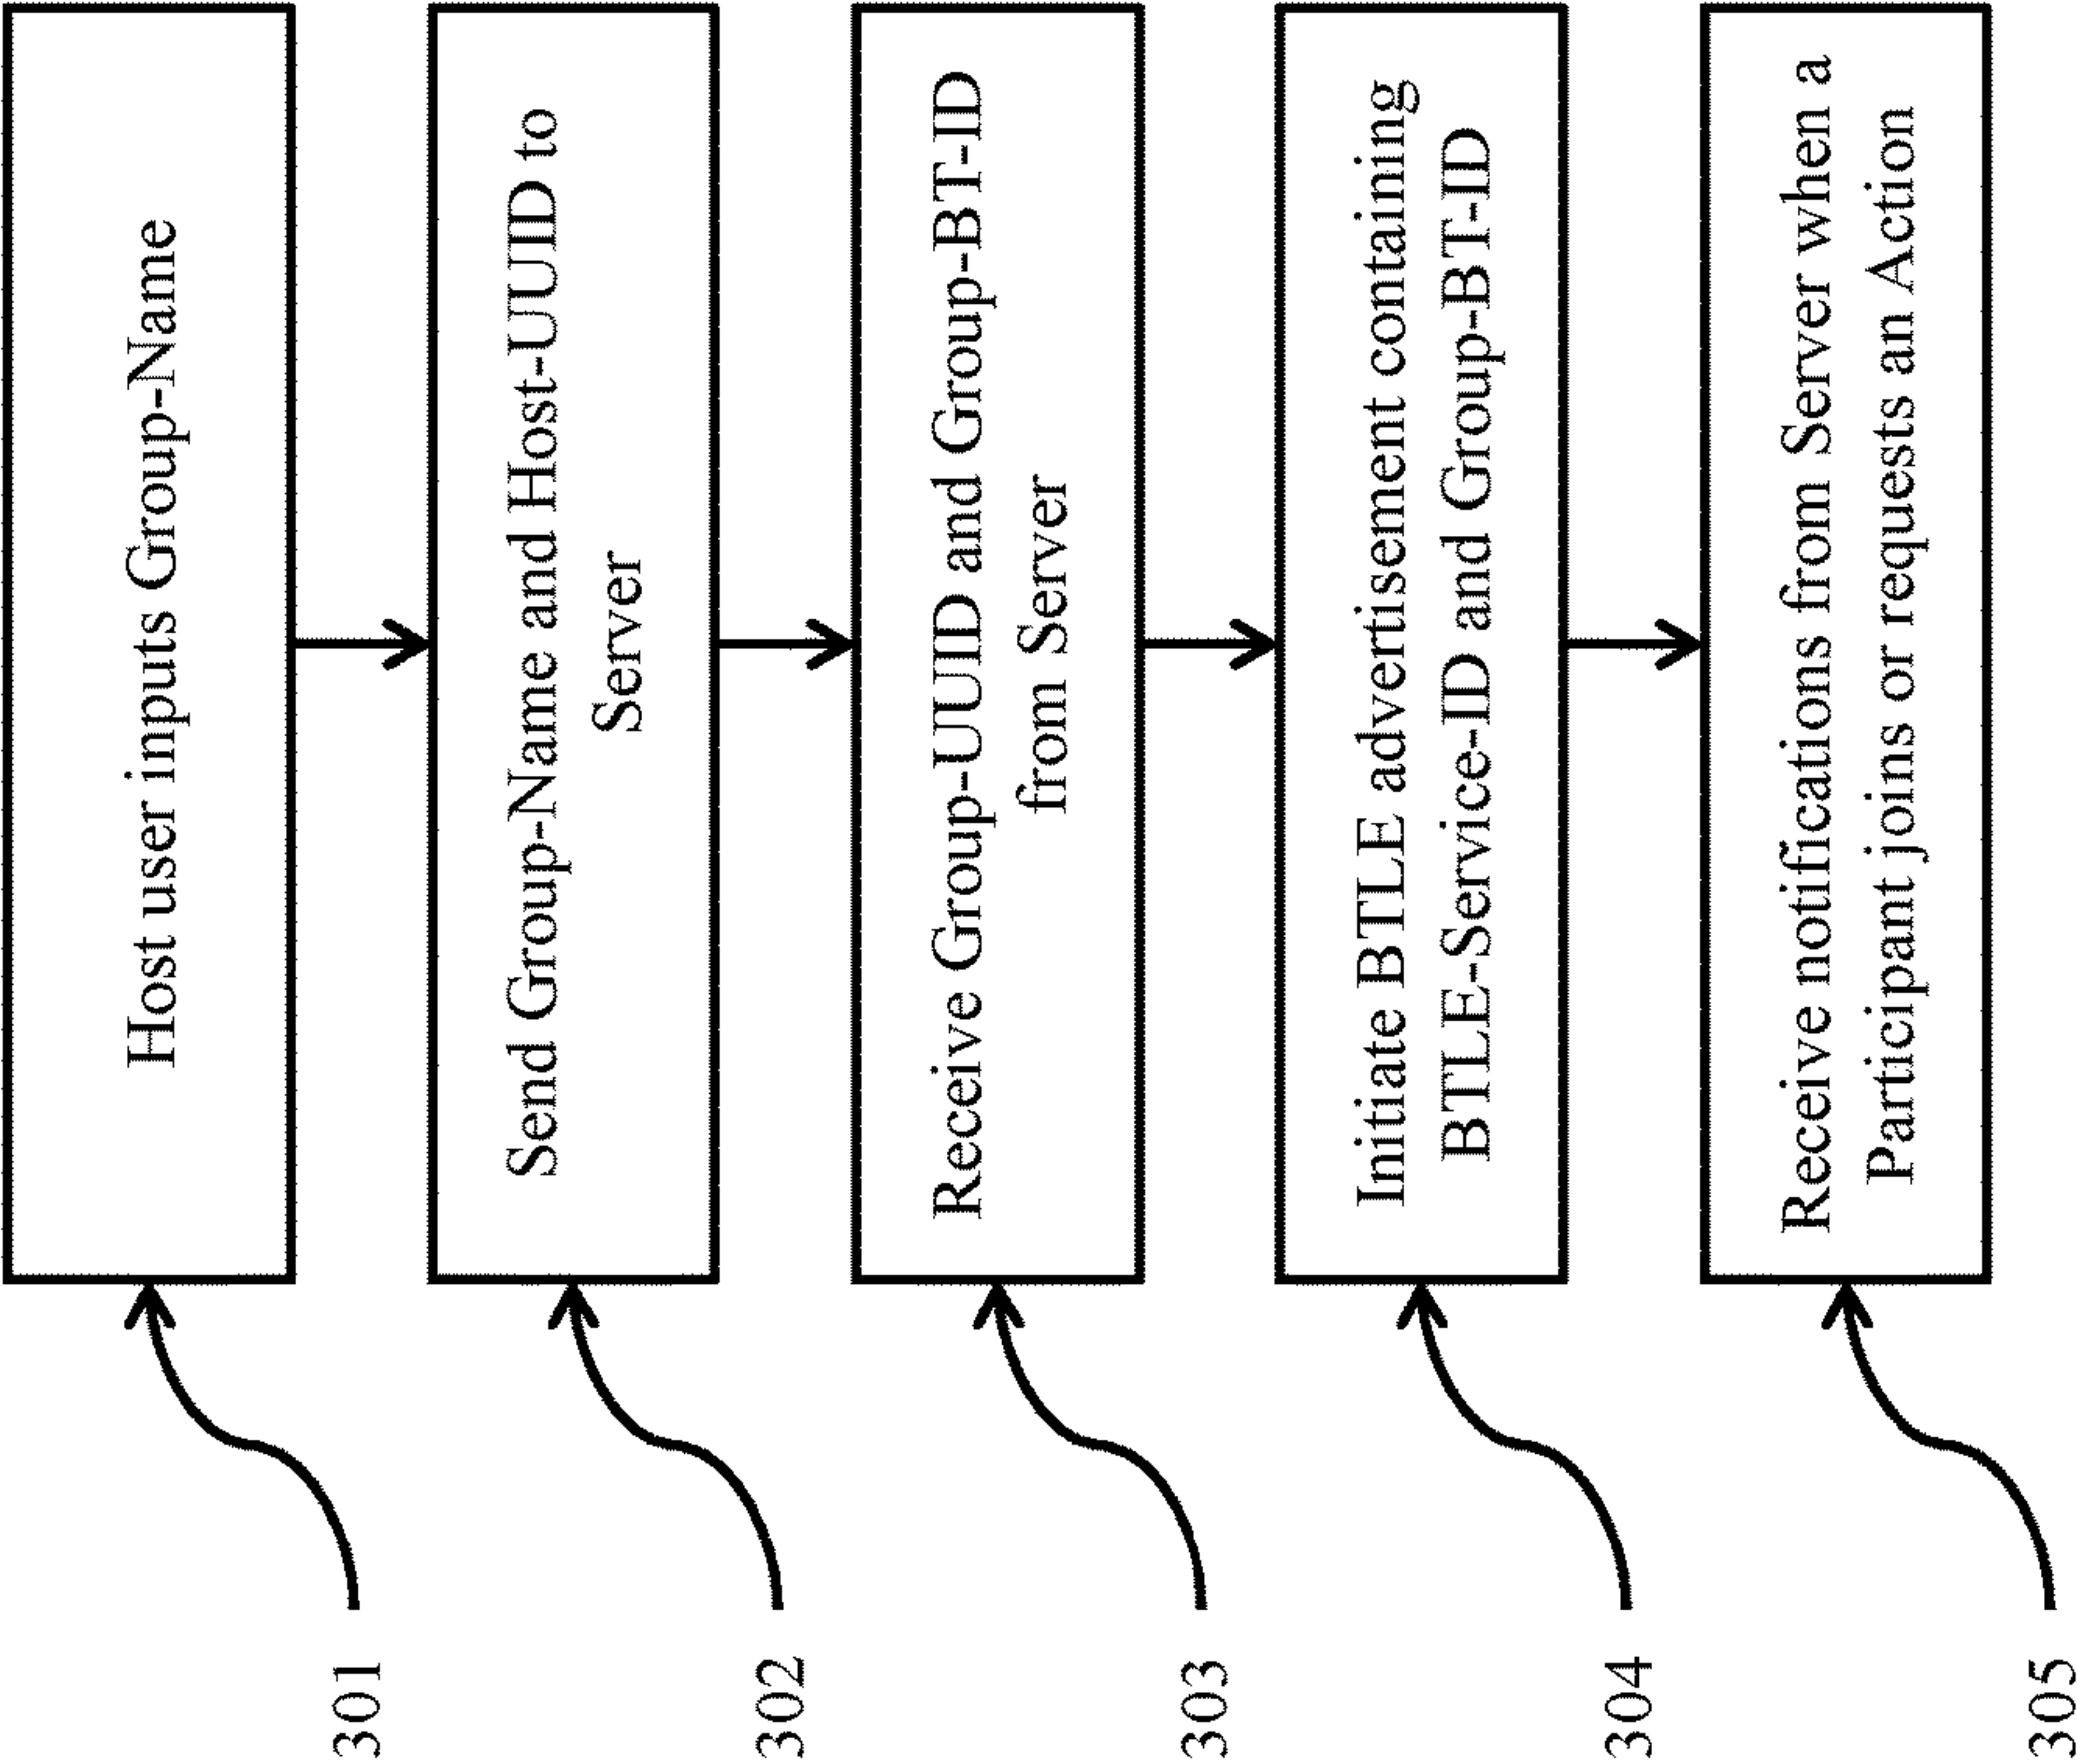 301
Host user inputs Group-Name
302
Send Group-Name and Host-UUID to
Server
303
Receive Group-UUID and Group-BT-ID
from Server
304
Initiate BTLE advertisement containing
BTLE-Service-ID and Group-BT-ID
305
Receive notifications from Server when a
Participant joins or requests an Action